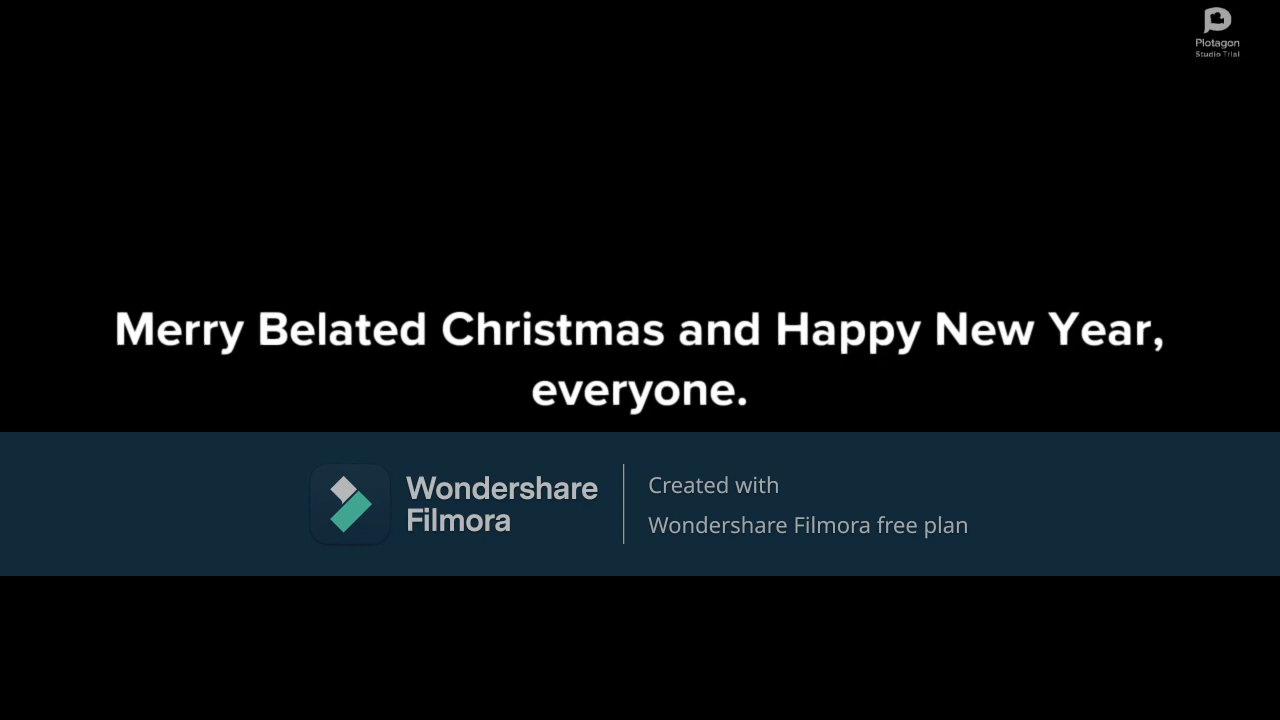 Plotagon
Studio Trial
Merry Belated Christmas and Happy New Year,
everyone.
Wondershare
Filmora
Created with
Wondershare Filmora free plan